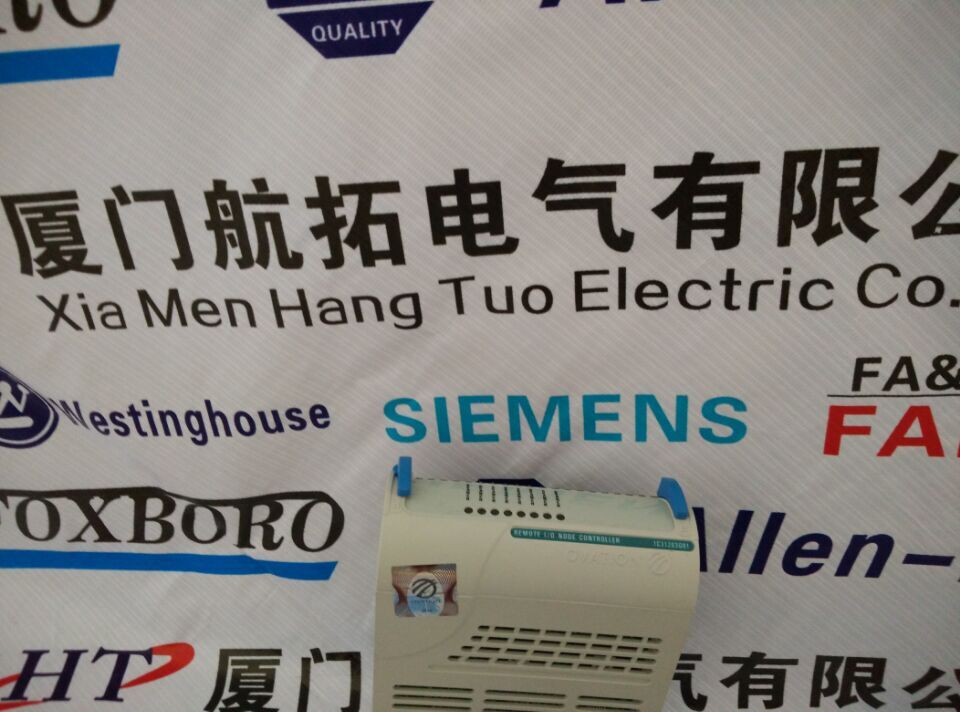 QUALITY
厦门航拓电气有限公
Xia Men Hang Tuo Electric Co.
Westinghouse
SIEMENS
FA&
FA
FOXBORO
REMOTE I/O NODE CONTROLLER
OVATION
Allen-
HT
厦门
气有限公